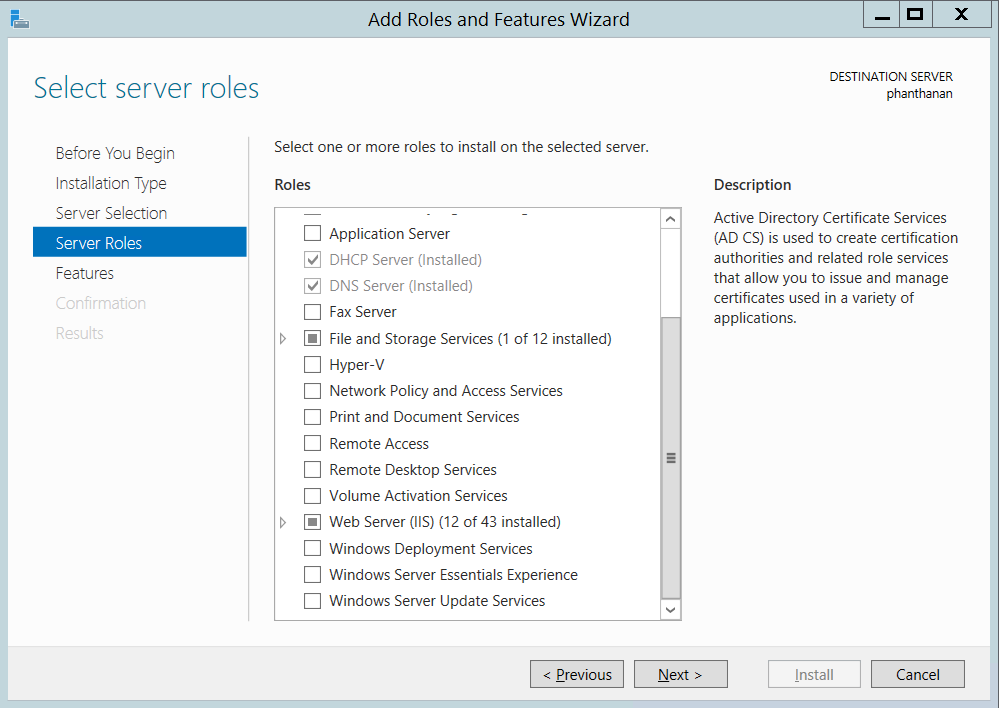 Add Roles and Features Wizard
Select server roles
DESTINATION SERVER
phanthanan
Before You Begin
Installation Type
Server Selection
Server Roles
Features
Confirmation
Results
Select one or more roles to install on the selected server.
Roles
Application Server
DHCP Server (Installed)
DNS Server (Installed)
Fax Server
File and Storage Services (1 of 12 installed)
Hyper-V
Network Policy and Access Services
Print and Document Services
Remote Access
Remote Desktop Services
Volume Activation Services
Web Server (IIS) (12 of 43 installed)
Windows Deployment Services
Windows Server Essentials Experience
Windows Server Update Services
Description
Active Directory Certificate Services
(AD CS) is used to create certification
authorities and related role services
that allow you to issue and manage
certificates used in a variety of
applications.
< Previous
Next >
Install
Cancel